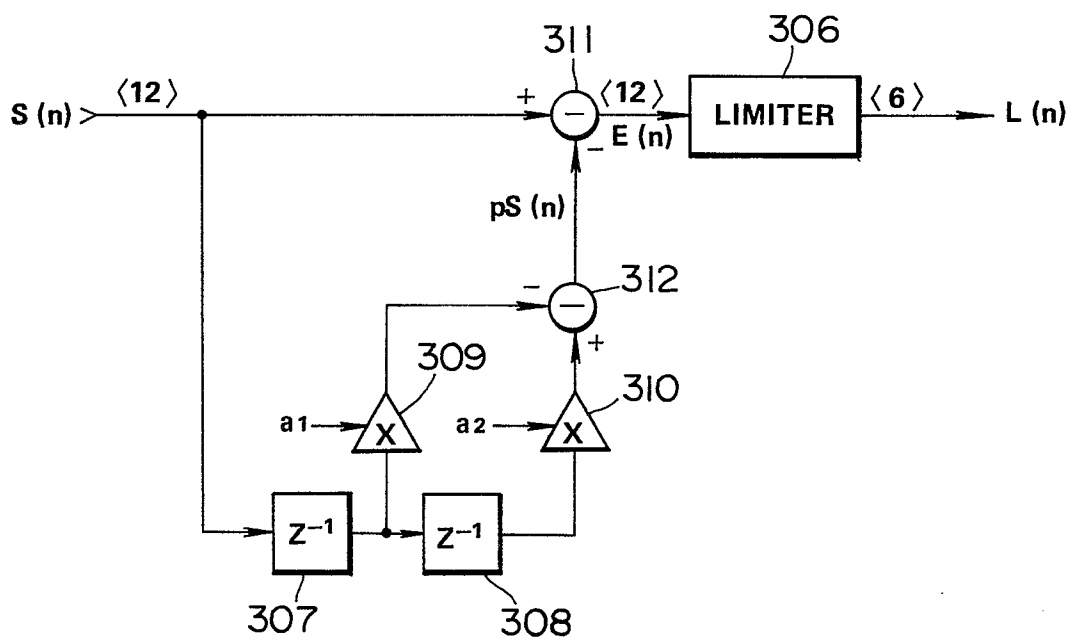 311
306
S (n)
⟨12⟩
+
−
⟨12⟩
E (n)
LIMITER
⟨6⟩
L (n)
−
pS (n)
−
−
312
+
309
310
a1
X
a2
X
Z⁻¹
Z⁻¹
307
308